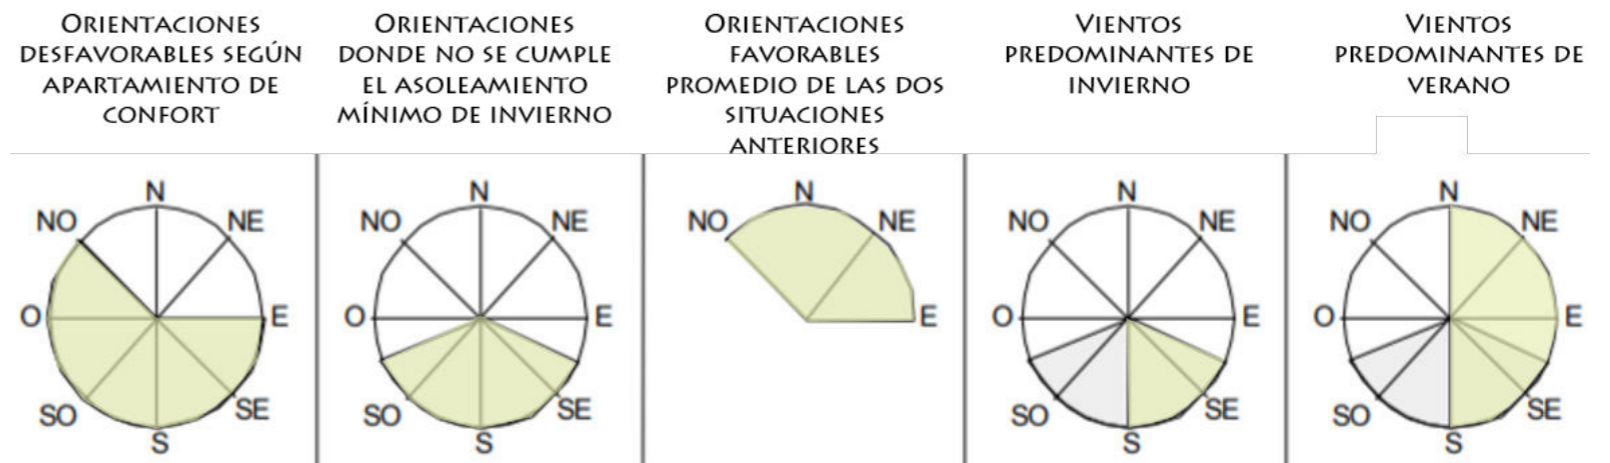 ORIENTACIONES
DESFAVORABLES SEGÚN
APARTAMIENTO DE
CONFORT
ORIENTACIONES
DONDE NO SE CUMPLE
EL ASOLEAMIENTO
MÍNIMO DE INVIERNO
ORIENTACIONES
FAVORABLES
PROMEDIO DE LAS DOS
SITUACIONES
ANTERIORES
VIENTOS
PREDOMINANTES DE
INVIERNO
VIENTOS
PREDOMINANTES DE
VERANO
N
NO NE
O E
SO SE
S
N
NO NE
O E
SO SE
S
N
NO NE
E
N
NO NE
O E
SO SE
S
N
NO NE
O E
SO SE
S